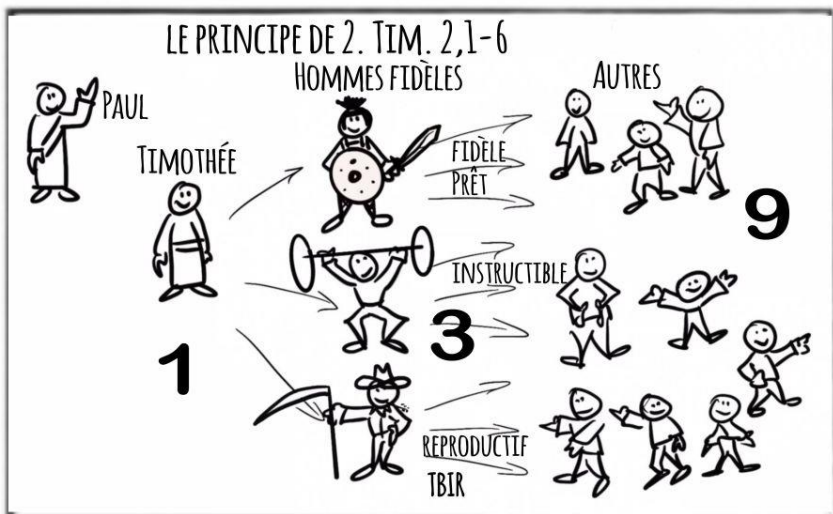 LE PRINCIPE DE 2. TIM. 2,1-6
PAUL
TIMOTHÉE
1
HOMMES FIDÈLES
3
FIDÈLE
PRÊT
INSTRUCTIBLE
REPRODUCTIF
TBIR
AUTRES
9